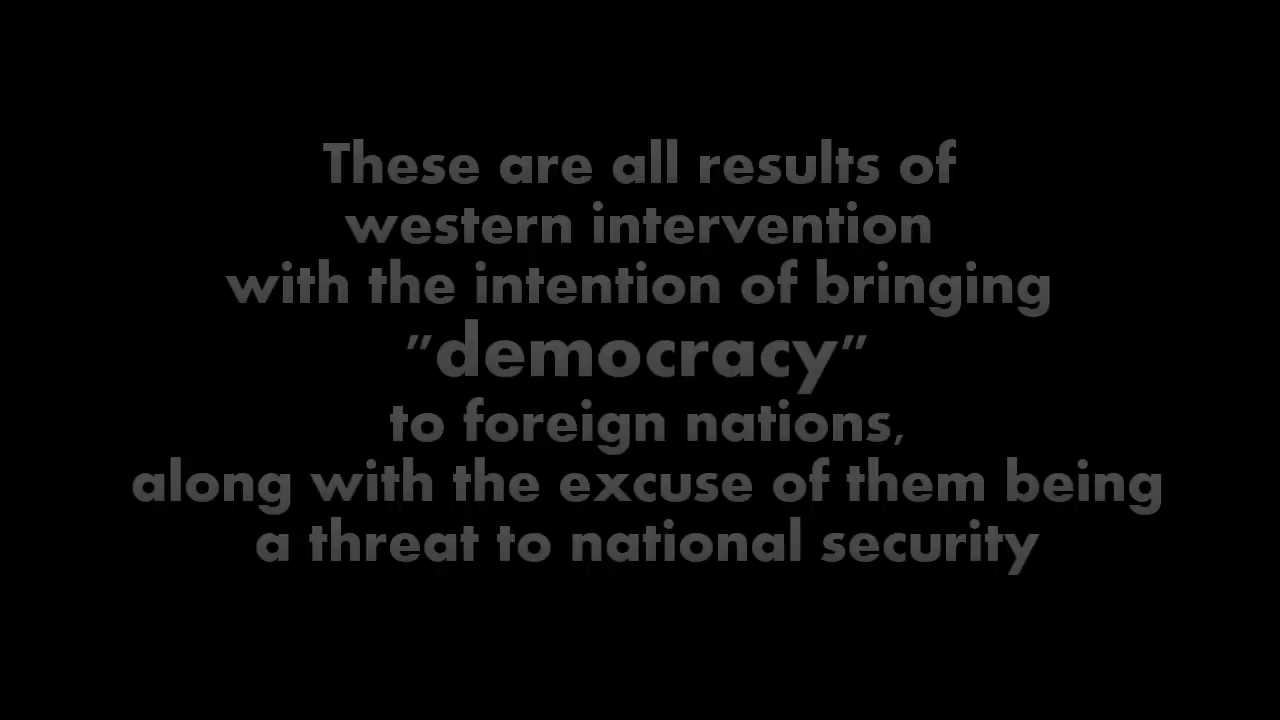 These are all results of
western intervention
with the intention of bringing
"democracy"
to foreign nations,
along with the excuse of them being
a threat to national security